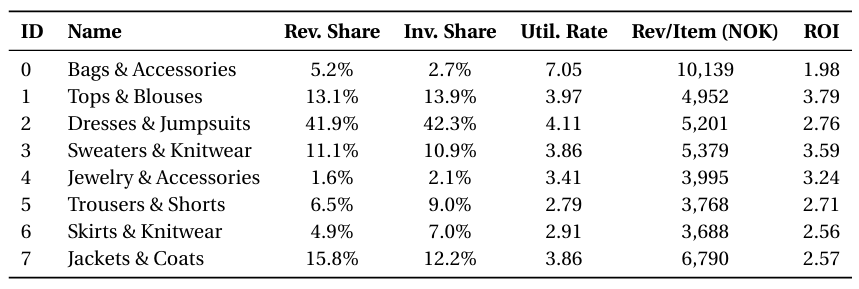 ID Name Rev. Share Inv. Share Util. Rate Rev/Item (NOK) ROI
0 Bags & Accessories 5.2% 2.7% 7.05 10,139 1.98
1 Tops & Blouses 13.1% 13.9% 3.97 4,952 3.79
2 Dresses & Jumpsuits 41.9% 42.3% 4.11 5,201 2.76
3 Sweaters & Knitwear 11.1% 10.9% 3.86 5,379 3.59
4 Jewelry & Accessories 1.6% 2.1% 3.41 3,995 3.24
5 Trousers & Shorts 6.5% 9.0% 2.79 3,768 2.71
6 Skirts & Knitwear 4.9% 7.0% 2.91 3,688 2.56
7 Jackets & Coats 15.8% 12.2% 3.86 6,790 2.57